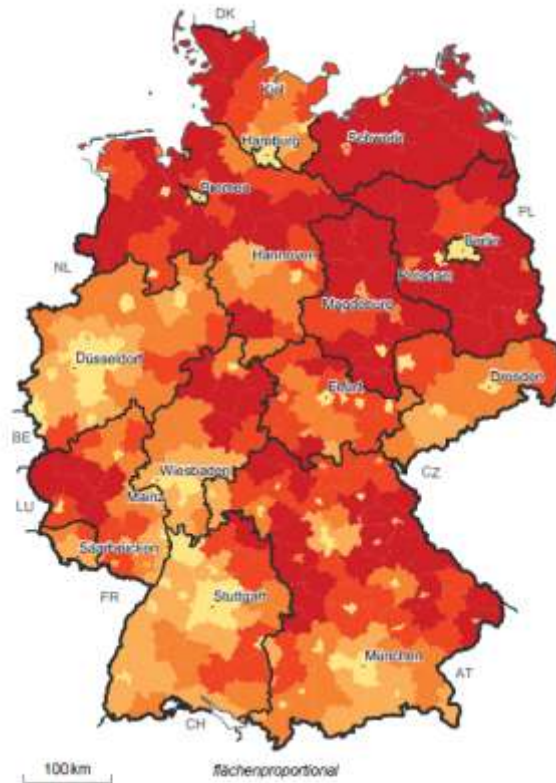 DK
Kiel
Hamburg
Schwerin
Bremen
PL
Berlin
NL
Hannover
Potsdam
Magdeburg
Düsseldorf
Erfurt
Dresden
BE
Wiesbaden
CZ
LU
Mainz
Saarbrücken
FR
Stuttgart
München
AT
CH
100 km
flächenproportional